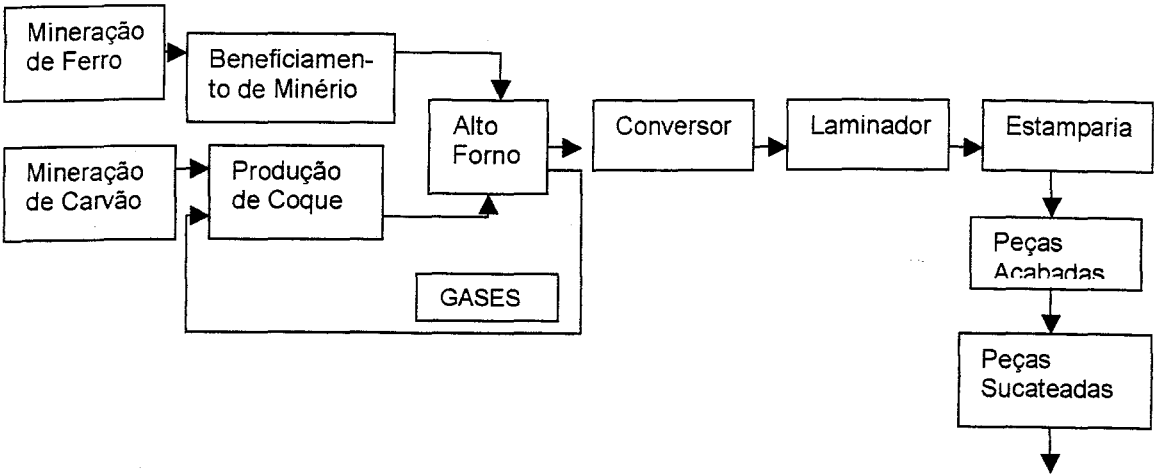 Mineração
de Ferro
Beneficiamen-
to de Minério
Alto
Forno
Conversor
Laminador
Estamparia
Mineração
de Carvão
Produção
de Coque
Peças
Acabadas
GASES
Peças
Sucateadas